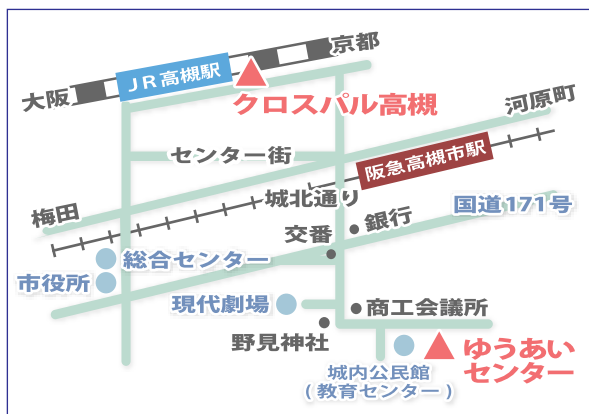 京都
JR高槻駅
大阪
クロスパル高槻
河原町
センター街
阪急高槻市駅
梅田
城北通り
国道171号
銀行
交番
総合センター
市役所
現代劇場
商工会議所
野見神社
ゆうあい
センター
城内公民館
(教育センター)